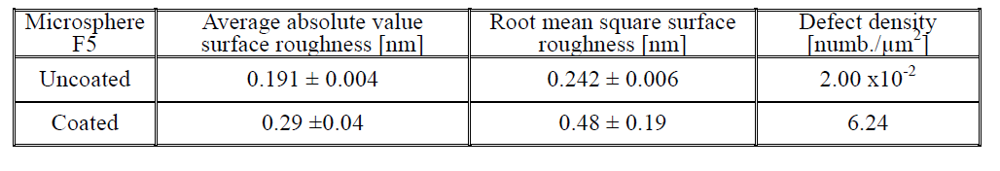 Microsphere F5 | Average absolute value surface roughness [nm] | Root mean square surface roughness [nm] | Defect density [numb./µm²]
Uncoated | 0.191 ± 0.004 | 0.242 ± 0.006 | 2.00 x10⁻²
Coated | 0.29 ±0.04 | 0.48 ± 0.19 | 6.24